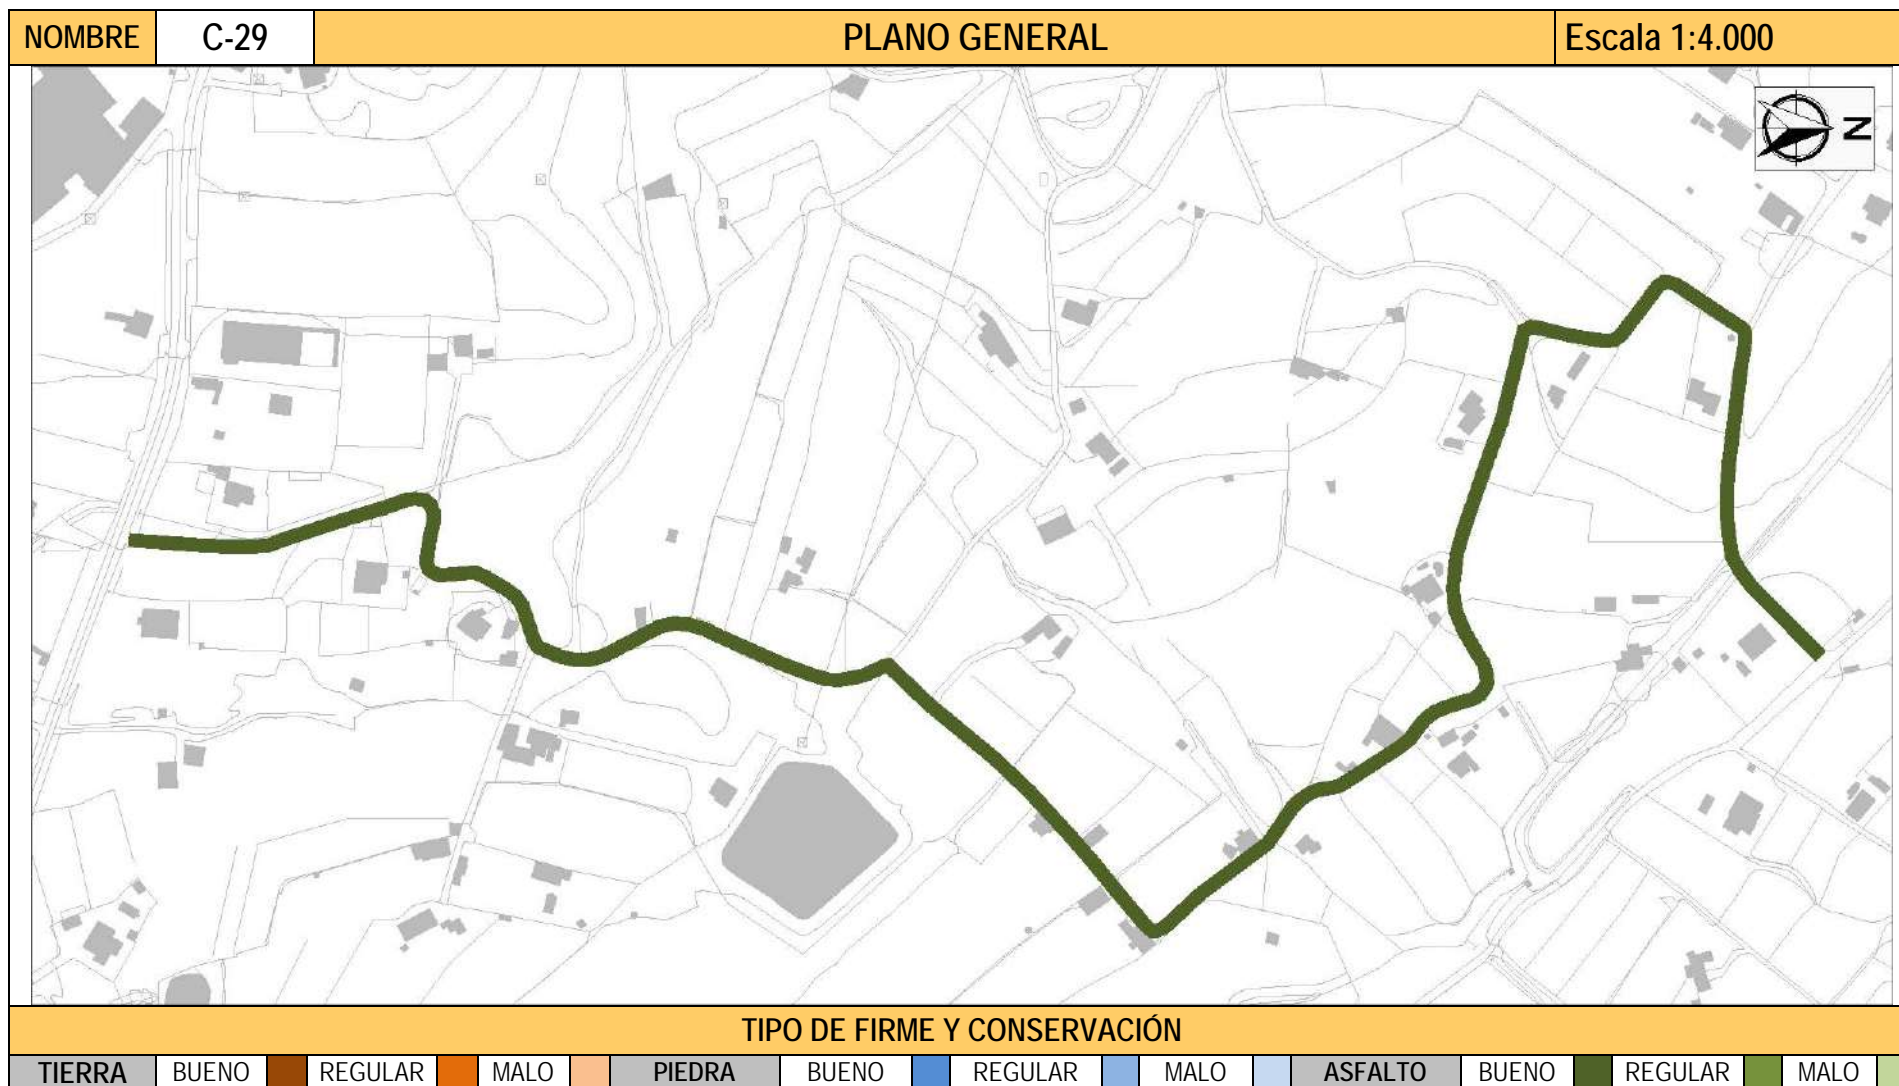 NOMBRE C-29 PLANO GENERAL Escala 1:4.000
N
TIPO DE FIRME Y CONSERVACIÓN
TIERRA BUENO REGULAR MALO PIEDRA BUENO REGULAR MALO ASFALTO BUENO REGULAR MALO